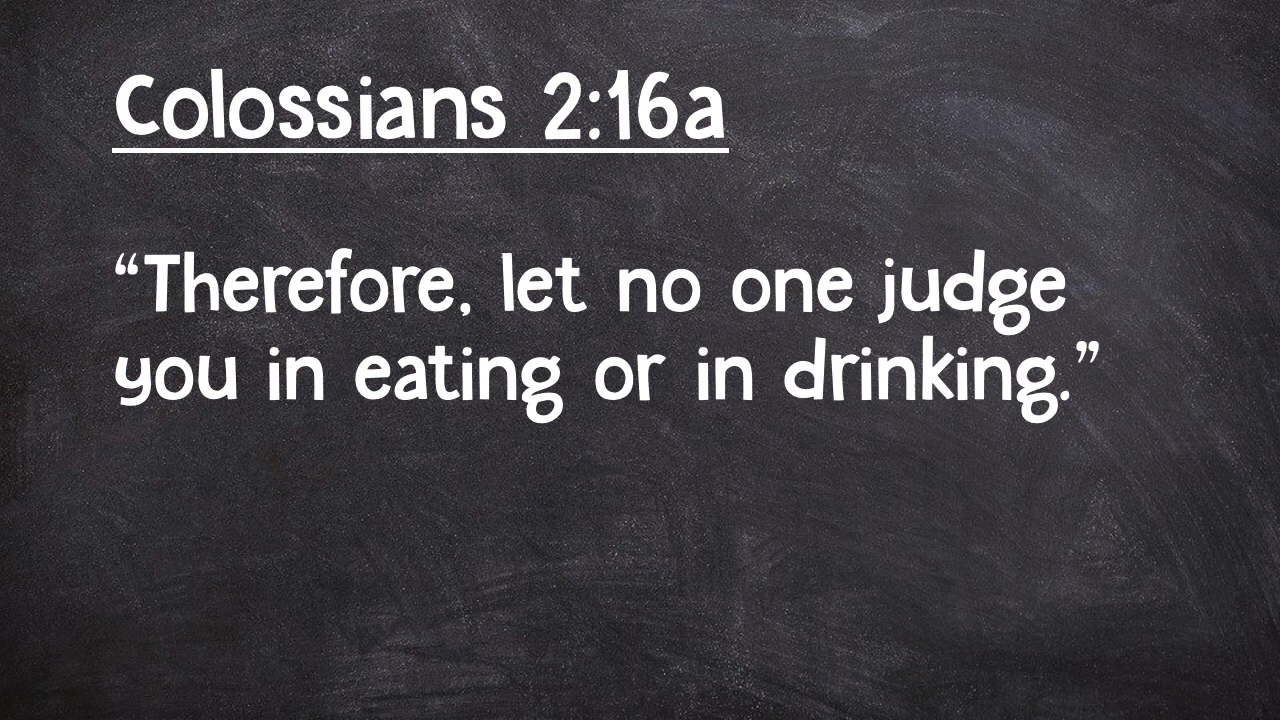 Colossians 2:16a
“Therefore, let no one judge
you in eating or in drinking.”